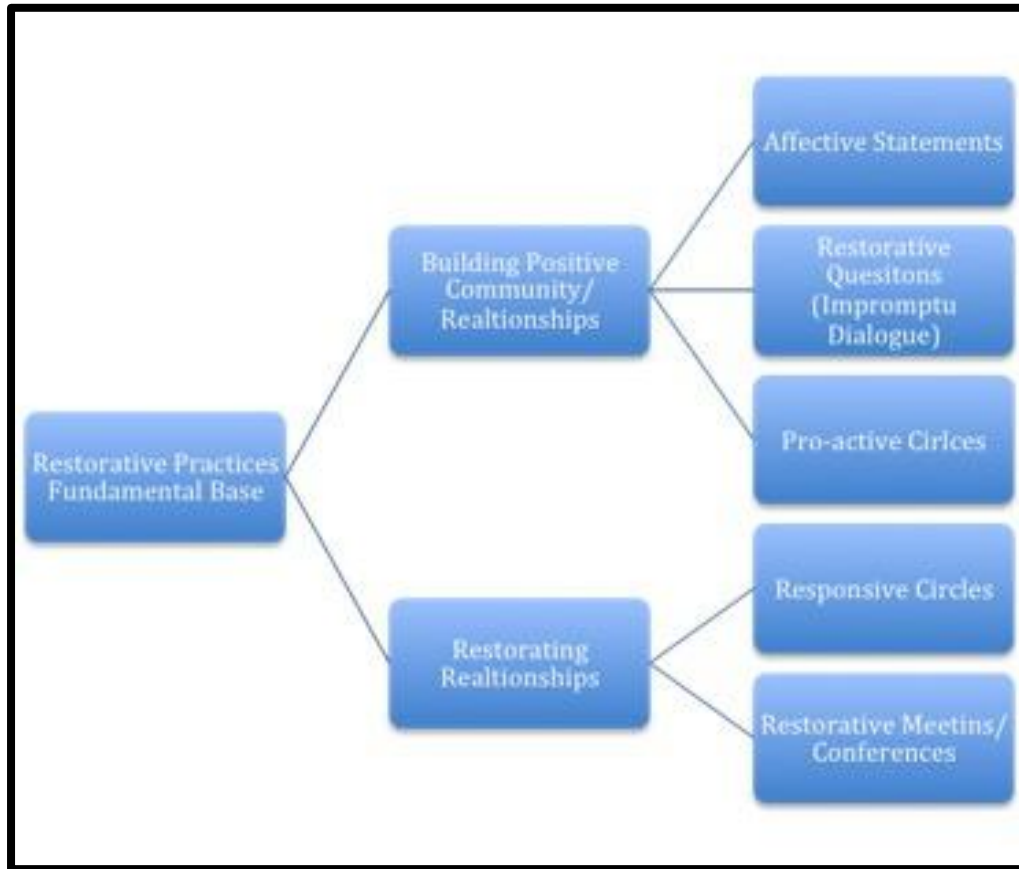 Restorative Practices
Fundamental Base
Building Positive
Community/
Realtionships
Restorating
Realtionships
Affective Statements
Restorative
Quesitons
(Impromptu
Dialogue)
Pro-active Cirlces
Responsive Circles
Restorative Meetins/
Conferences